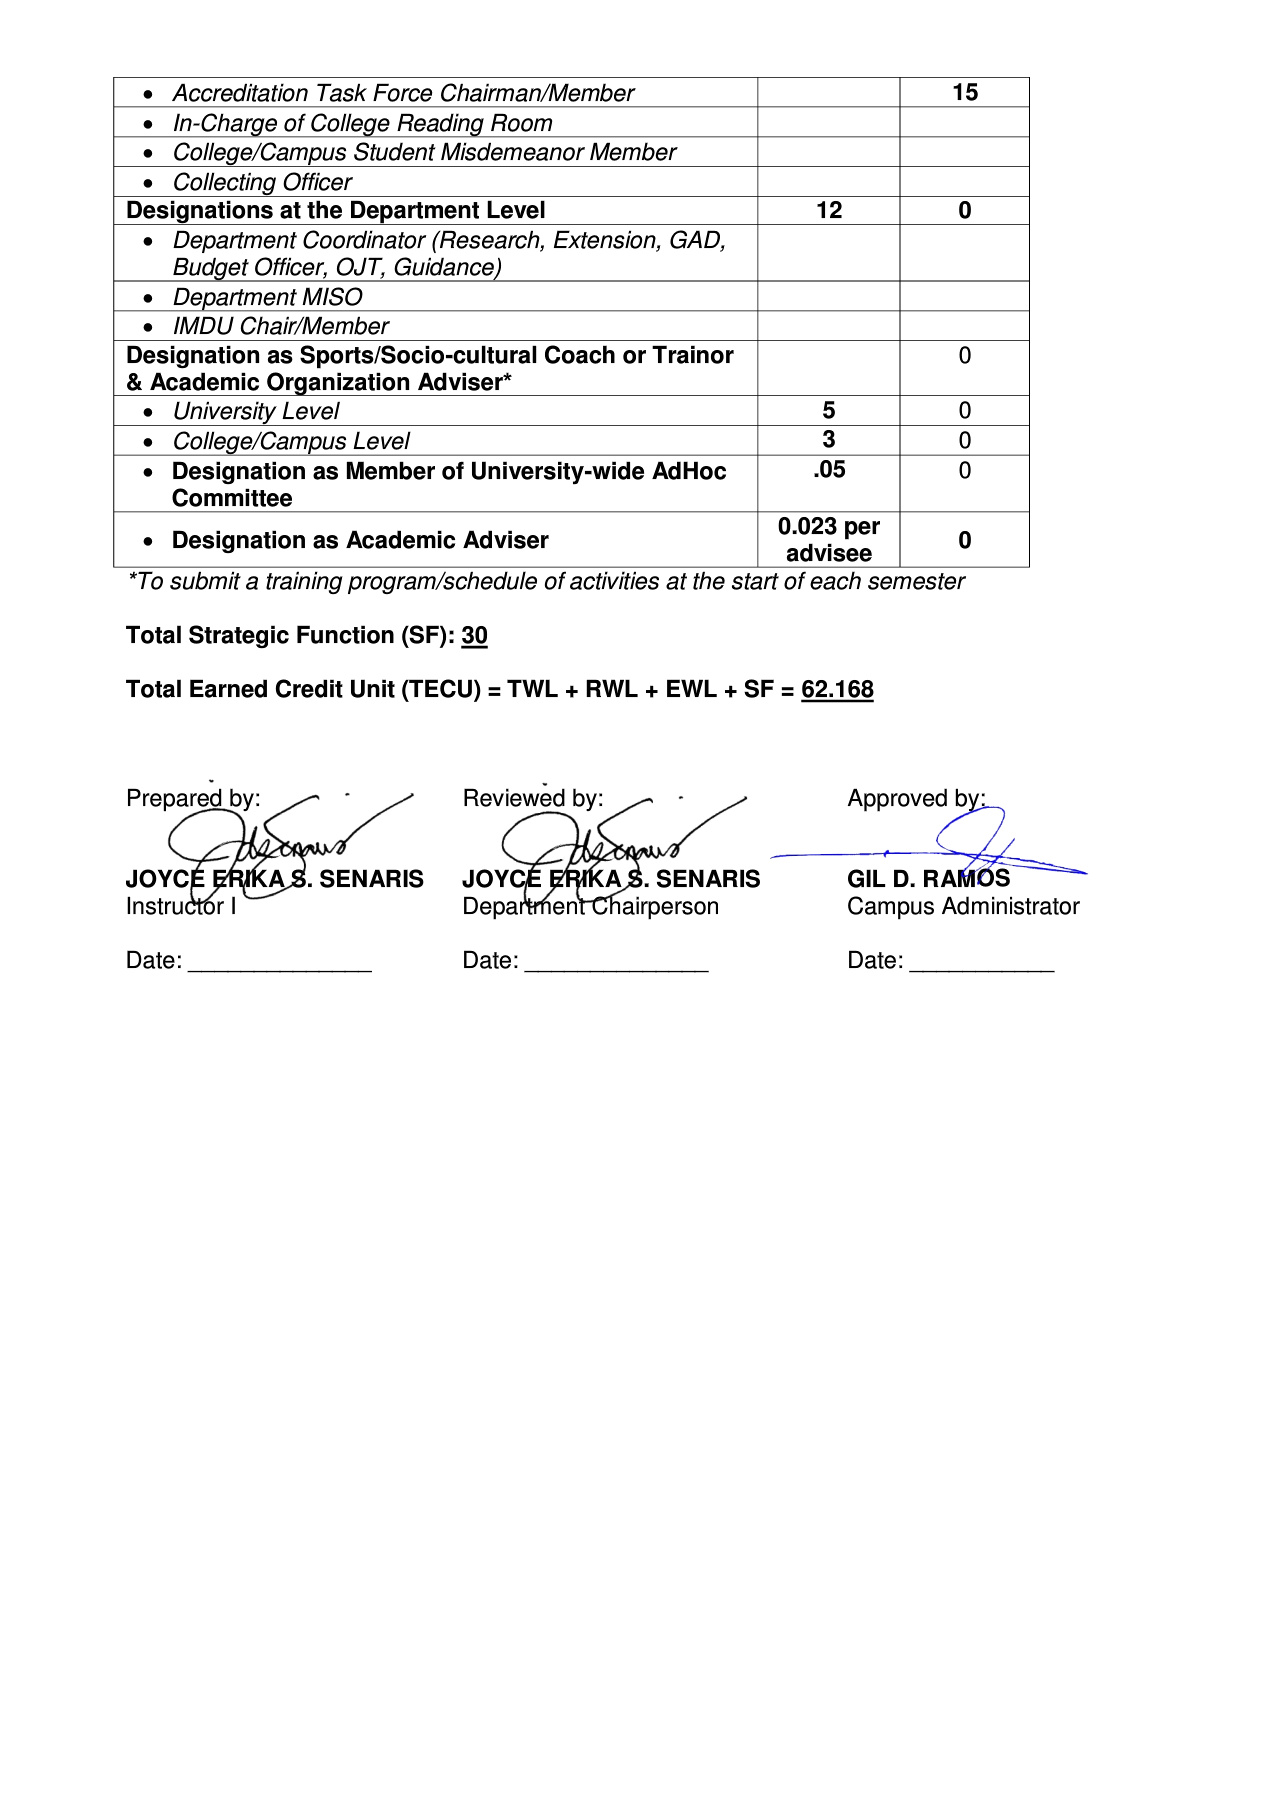 • Accreditation Task Force Chairman/Member 15
• In-Charge of College Reading Room
• College/Campus Student Misdemeanor Member
• Collecting Officer
Designations at the Department Level 12 0
• Department Coordinator (Research, Extension, GAD,
Budget Officer, OJT, Guidance)
• Department MISO
• IMDU Chair/Member
Designation as Sports/Socio-cultural Coach or Trainor 0
& Academic Organization Adviser*
• University Level 5 0
• College/Campus Level 3 0
• Designation as Member of University-wide AdHoc .05 0
Committee
• Designation as Academic Adviser 0.023 per advisee 0
*To submit a training program/schedule of activities at the start of each semester
Total Strategic Function (SF): 30
Total Earned Credit Unit (TECU) = TWL + RWL + EWL + SF = 62.168
Prepared by: Reviewed by: Approved by:
JOYCE ERIKA S. SENARIS JOYCE ERIKA S. SENARIS GIL D. RAMOS
Instructor I Department Chairperson Campus Administrator
Date: ______________ Date: ______________ Date: ___________